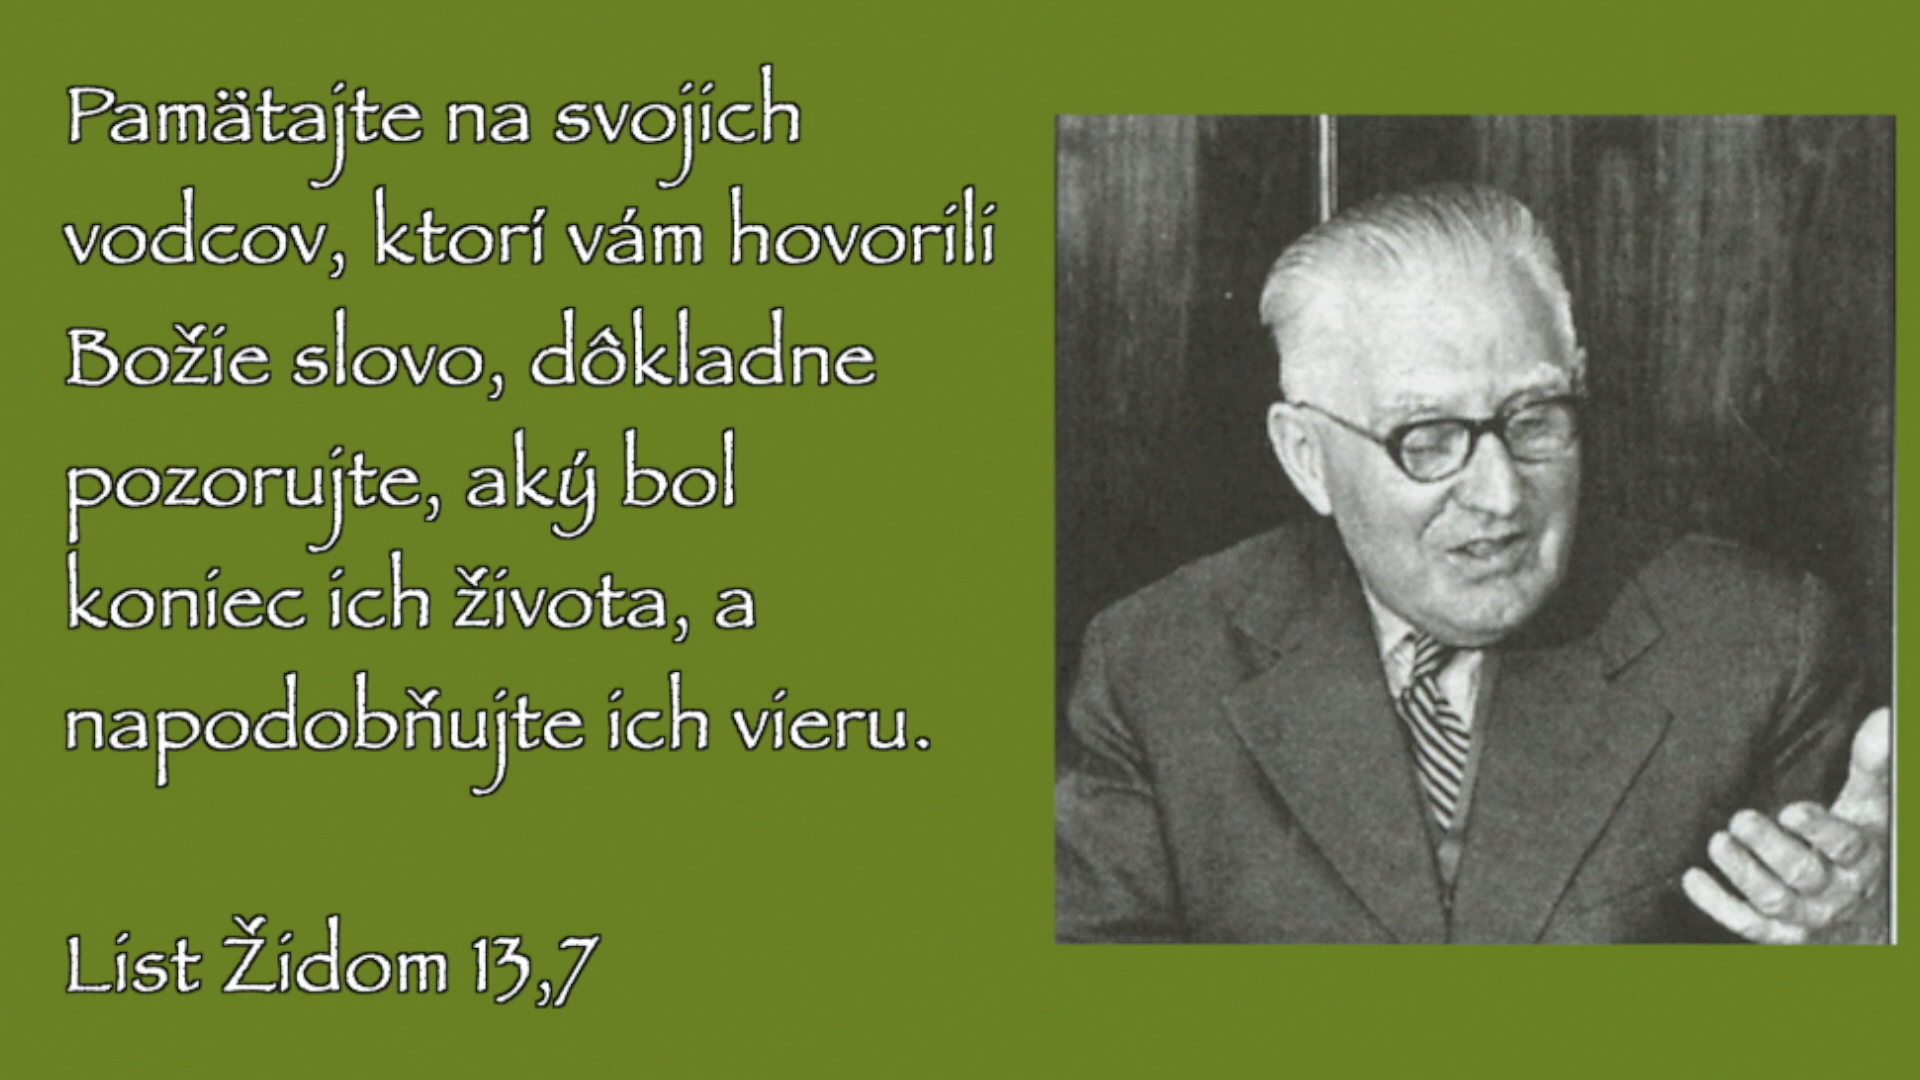 Pamätajte na svojich
vodcov, ktorí vám hovorili
Božie slovo, dôkladne
pozorujte, aký bol
koniec ich života, a
napodobňujte ich vieru.
List Židom 13,7